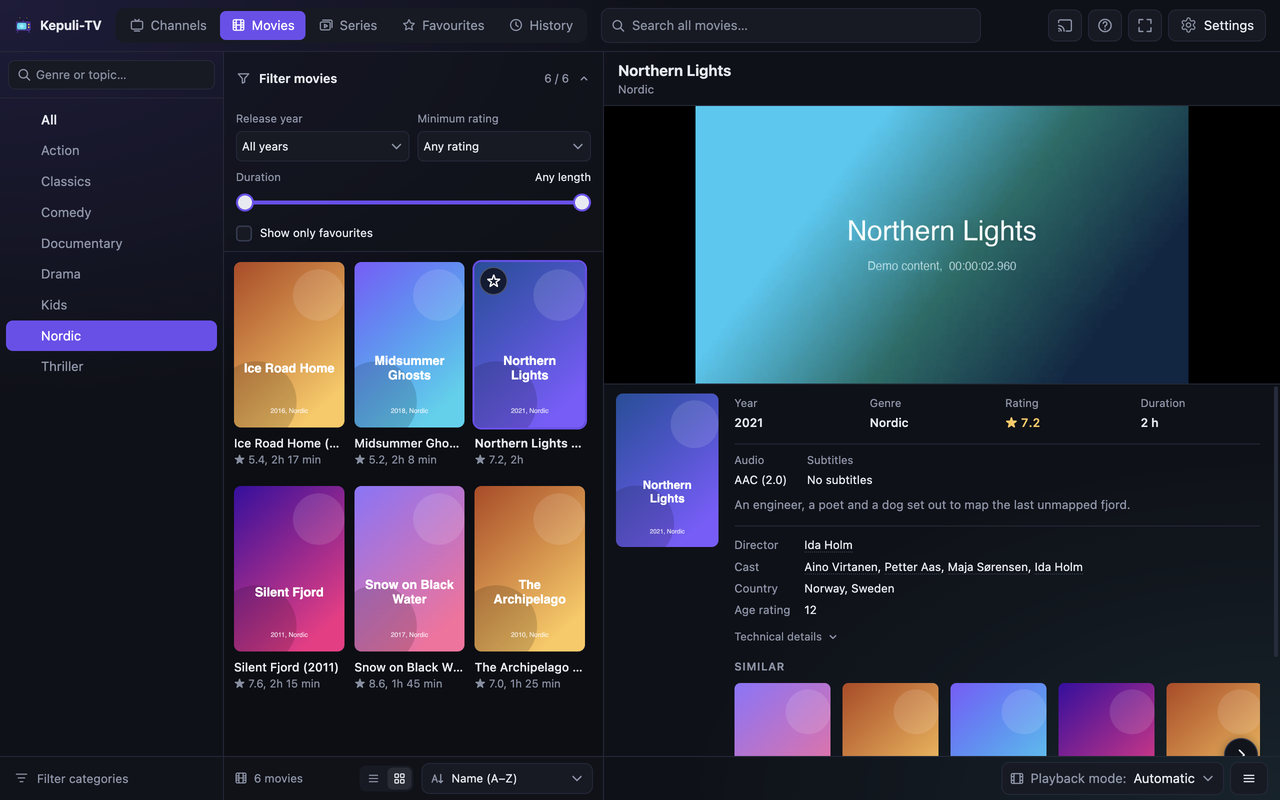 Kepuli-TV
Channels
Movies
Series
Favourites
History
Search all movies...
Settings
Genre or topic...
All
Action
Classics
Comedy
Documentary
Drama
Kids
Nordic
Thriller
Filter categories
Filter movies
6 / 6
Release year
Minimum rating
All years
Any rating
Duration
Any length
Show only favourites
Ice Road Home
2016, Nordic
Ice Road Home (...
★ 5.4, 2h 17 min
Midsummer
Ghosts
2018, Nordic
Midsummer Gho...
★ 5.2, 2h 8 min
Northern
Lights
2021, Nordic
Northern Lights ...
★ 7.2, 2h
Silent Fjord
2011, Nordic
Silent Fjord (2011)
★ 7.6, 2h 15 min
Snow on Black
Water
2017, Nordic
Snow on Black W...
★ 8.6, 1h 45 min
The
Archipelago
2010, Nordic
The Archipelago ...
★ 7.0, 1h 25 min
6 movies
Name (A–Z)
Northern Lights
Nordic
Northern Lights
Demo content, 00:00:02.960
Northern
Lights
2021, Nordic
Year
Genre
Rating
Duration
2021
Nordic
★ 7.2
2 h
Audio
Subtitles
AAC (2.0)
No subtitles
An engineer, a poet and a dog set out to map the last unmapped fjord.
Director Ida Holm
Cast Aino Virtanen, Petter Aas, Maja Sørensen, Ida Holm
Country Norway, Sweden
Age rating 12
Technical details
SIMILAR
Playback mode: Automatic